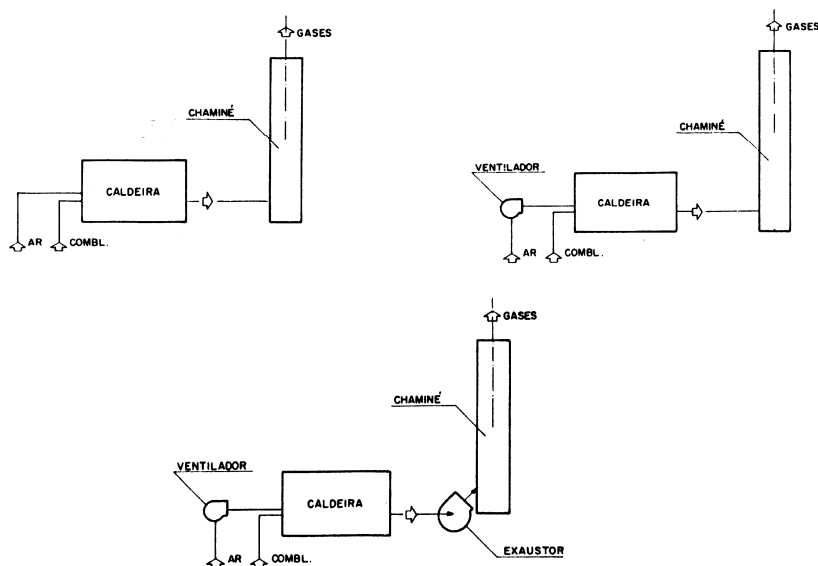 GASES
CHAMINÉ
CALDEIRA
AR
COMBL.
GASES
CHAMINÉ
VENTILADOR
CALDEIRA
AR
COMBL.
GASES
CHAMINÉ
VENTILADOR
CALDEIRA
AR
COMBL.
EXAUSTOR